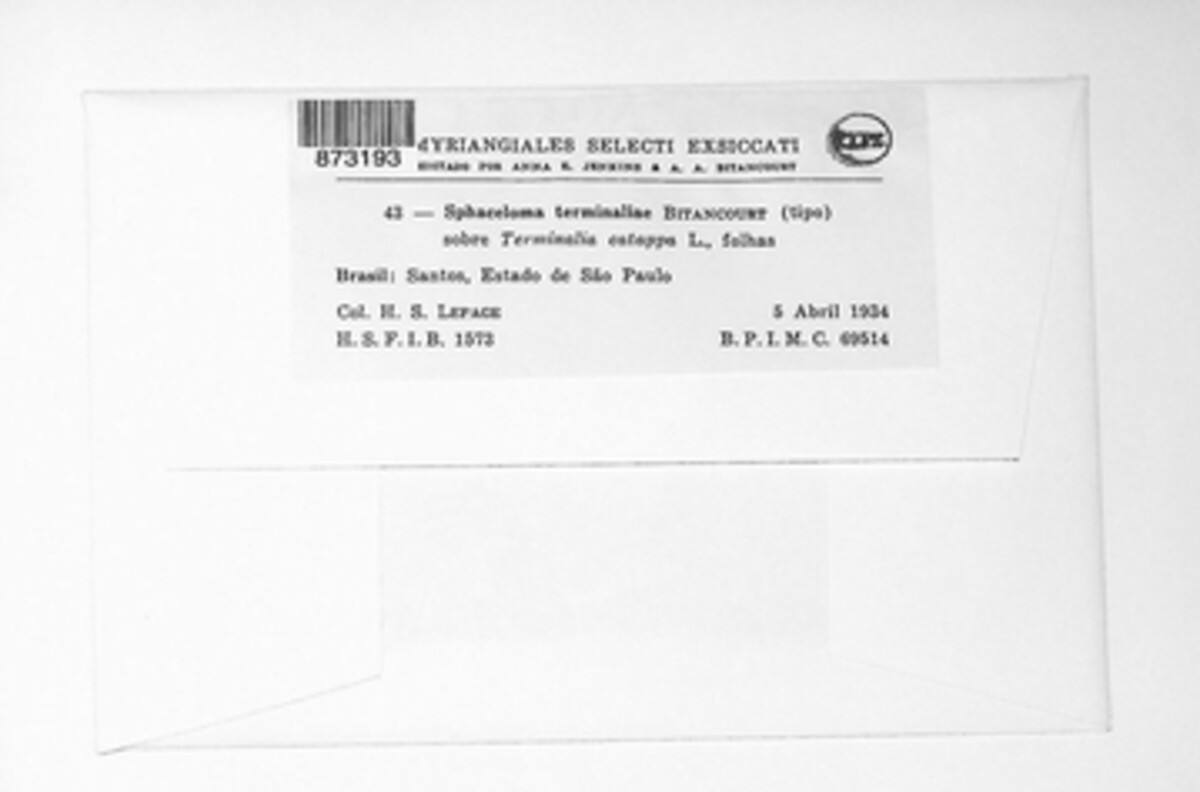 873193
MYRIANGIALES SELECTI EXSICCATI
EDITADO POR ANNA E. JENKINS & A. A. BITANCOURT
43 — Sphaceloma terminaliae BITANCOURT (tipo)
sobre Terminalia catappa L., folhas
Brasil: Santos, Estado de São Paulo
Col. H. S. LEPAGE 5 Abril 1934
H. S. F. I. B. 1573 B. P. I. M. C. 69514